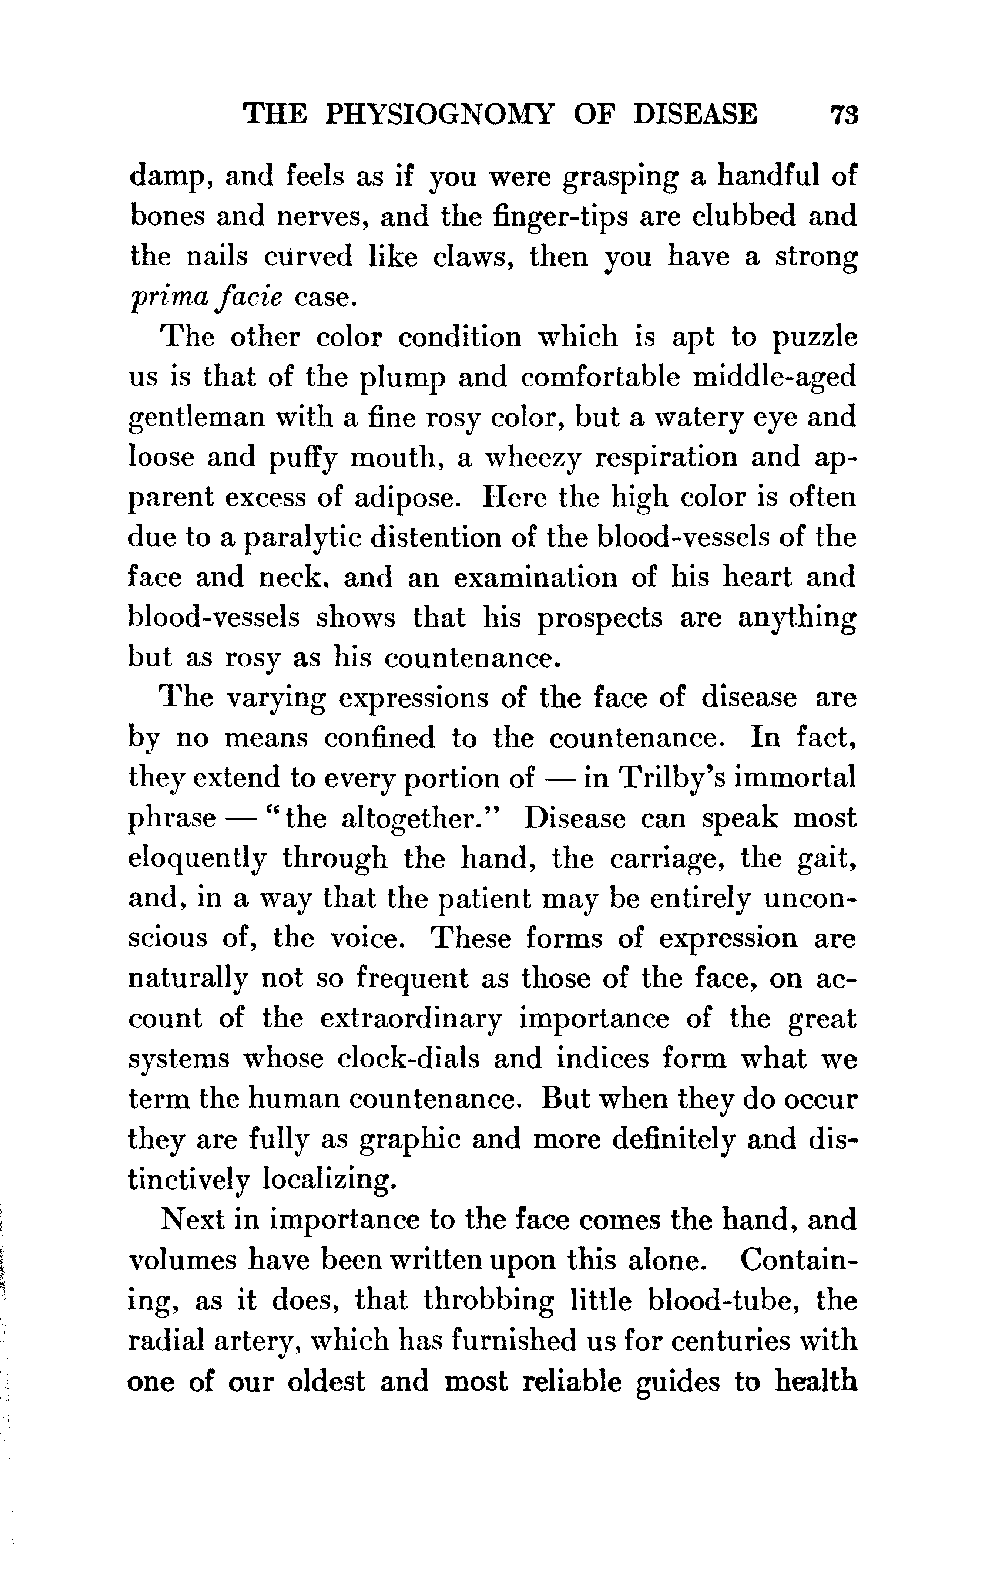 THE PHYSIOGNOMY OF DISEASE 73
damp, and feels as if you were grasping a handful of
bones and nerves, and the finger-tips are clubbed and
the nails curved like claws, then you have a strong
prima facie case.
The other color condition which is apt to puzzle
us is that of the plump and comfortable middle-aged
gentleman with a fine rosy color, but a watery eye and
loose and puffy mouth, a wheezy respiration and ap-
parent excess of adipose. Here the high color is often
due to a paralytic distention of the blood-vessels of the
face and neck, and an examination of his heart and
blood-vessels shows that his prospects are anything
but as rosy as his countenance.
The varying expressions of the face of disease are
by no means confined to the countenance. In fact,
they extend to every portion of — in Trilby's immortal
phrase — "the altogether." Disease can speak most
eloquently through the hand, the carriage, the gait,
and, in a way that the patient may be entirely uncon-
scious of, the voice. These forms of expression are
naturally not so frequent as those of the face, on ac-
count of the extraordinary importance of the great
systems whose clock-dials and indices form what we
term the human countenance. But when they do occur
they are fully as graphic and more definitely and dis-
tinctively localizing.
Next in importance to the face comes the hand, and
volumes have been written upon this alone. Contain-
ing, as it does, that throbbing little blood-tube, the
radial artery, which has furnished us for centuries with
one of our oldest and most reliable guides to health